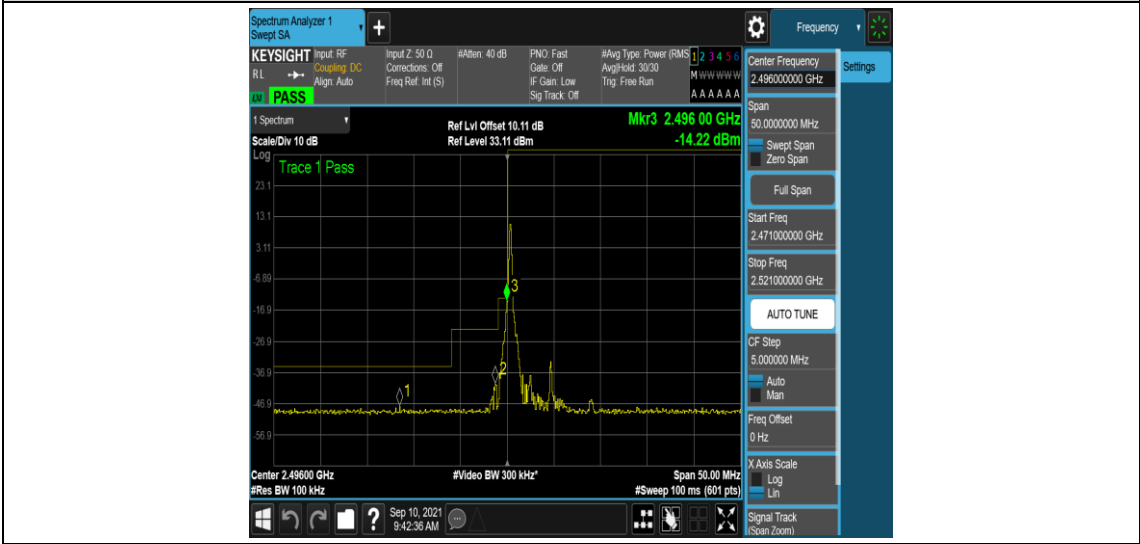 Spectrum Analyzer 1
Swept SA
+
Frequency
KEYSIGHT
RL
LM PASS
Input: RF
Coupling: DC
Align: Auto
Input Z: 50 Ω
Corrections: Off
Freq Ref: Int (S)
#Atten: 40 dB
PNO: Fast
Gate: Off
IF Gain: Low
Sig Track: Off
#Avg Type: Power (RMS
Avg|Hold: 30/30
Trig: Free Run
1 2 3 4 5 6
M W W W W W
A A A A A A
1 Spectrum
Scale/Div 10 dB
Ref Lvl Offset 10.11 dB
Ref Level 33.11 dBm
Mkr3 2.496 00 GHz
-14.22 dBm
Log
Trace 1 Pass
23.1
13.1
3.11
-6.89
-16.9
-26.9
-36.9
-46.9
-56.9
1
2
3
Center 2.49600 GHz
#Res BW 100 kHz
#Video BW 300 kHz*
Span 50.00 MHz
#Sweep 100 ms (601 pts)
?
Sep 10, 2021
9:42:36 AM
Center Frequency
2.496000000 GHz
Settings
Span
50.0000000 MHz
Swept Span
Zero Span
Full Span
Start Freq
2.471000000 GHz
Stop Freq
2.521000000 GHz
AUTO TUNE
CF Step
5.000000 MHz
Auto
Man
Freq Offset
0 Hz
X Axis Scale
Log
Lin
Signal Track
(Span Zoom)